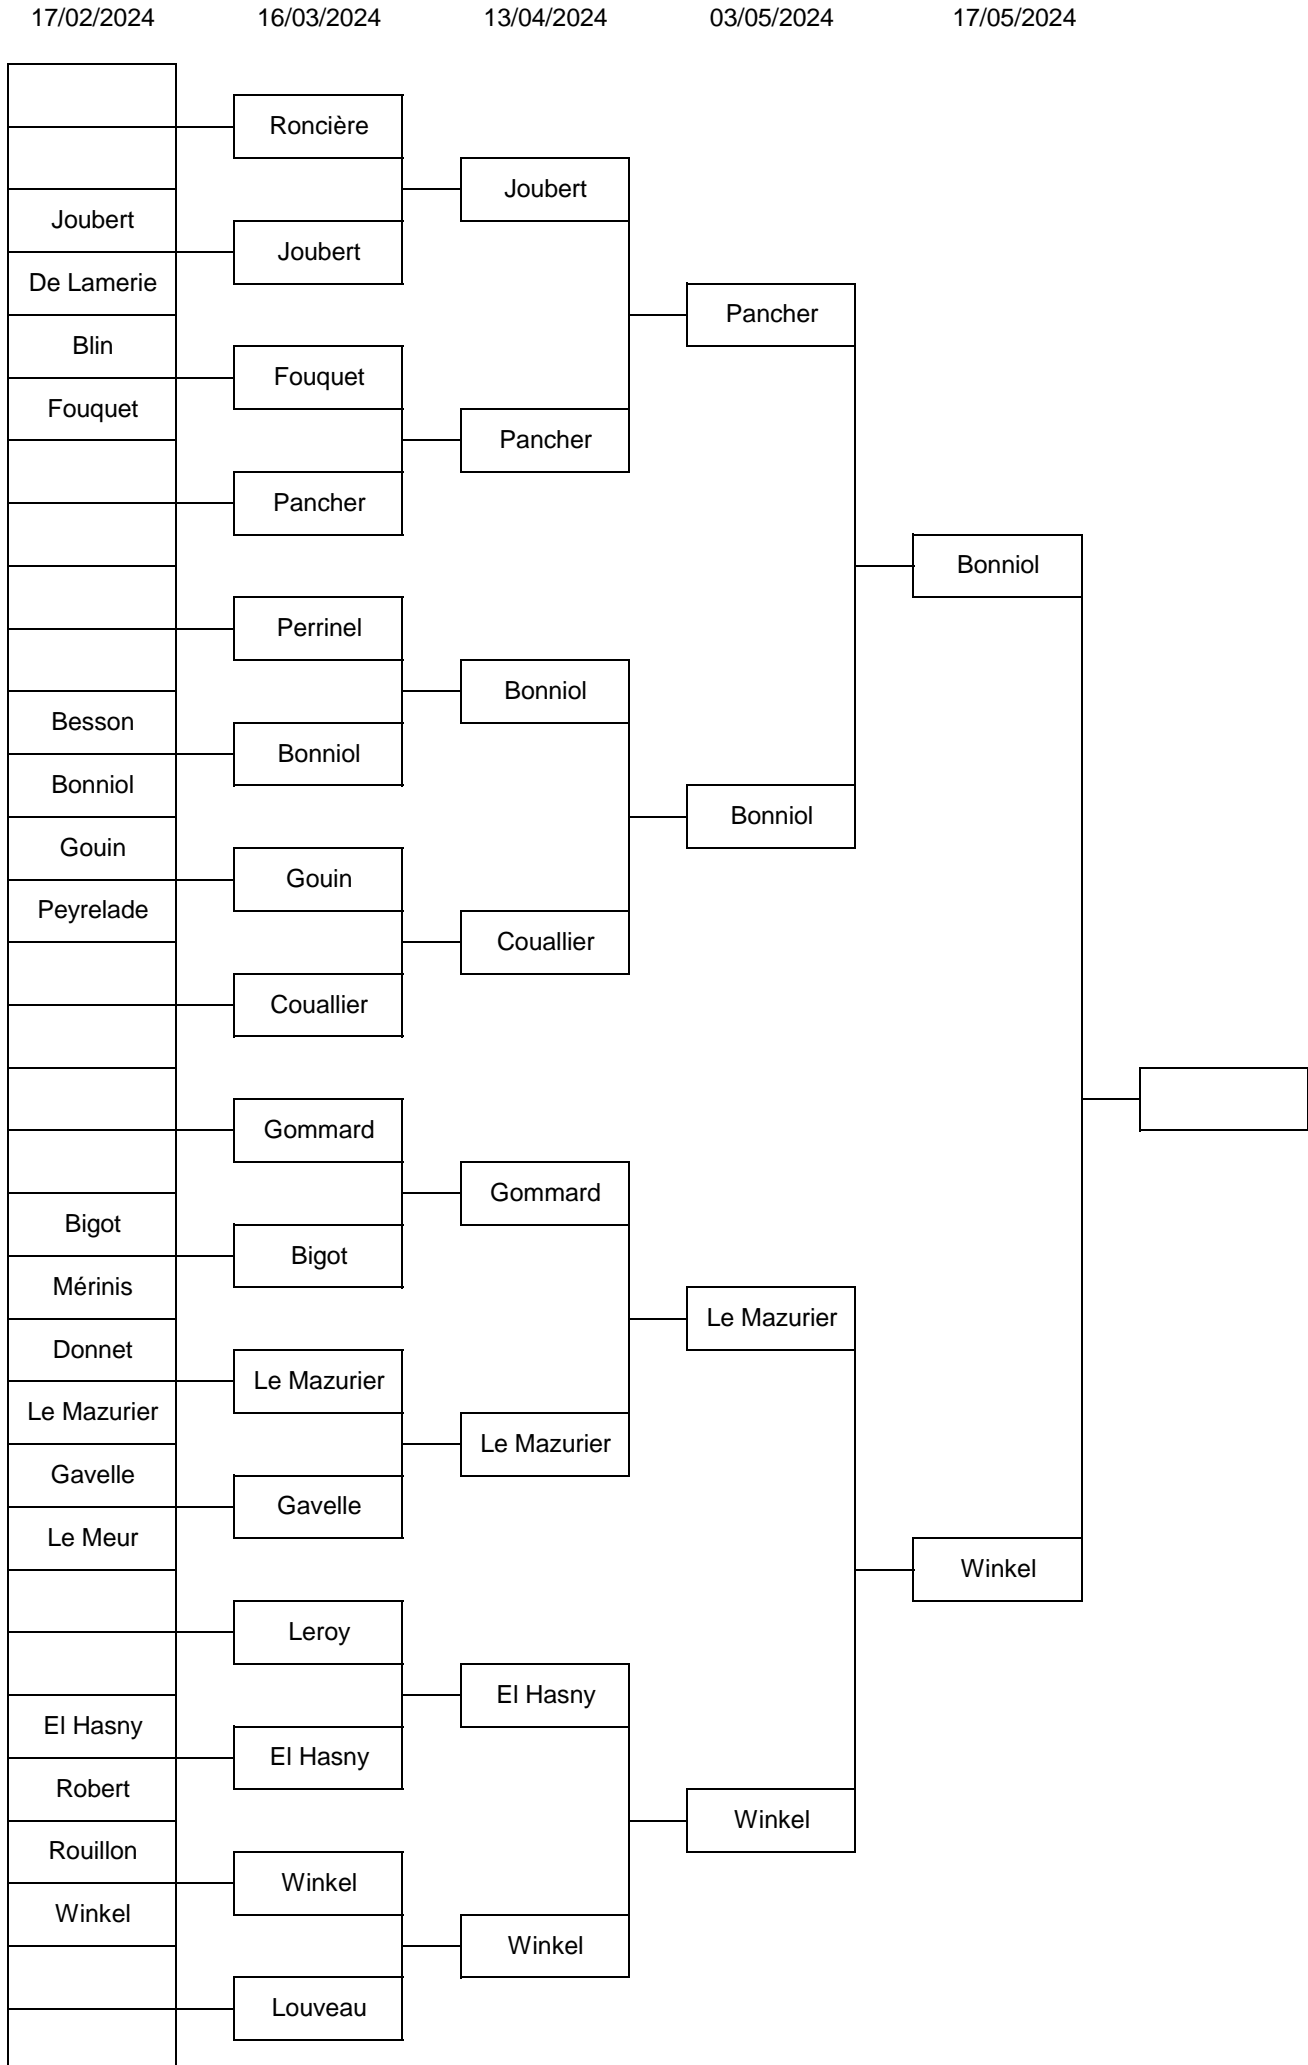 17/02/2024 16/03/2024 13/04/2024 03/05/2024 17/05/2024
Roncière
Joubert
Joubert
Joubert
De Lamerie
Pancher
Blin
Fouquet
Fouquet
Pancher
Pancher
Bonniol
Perrinel
Bonniol
Besson
Bonniol
Bonniol
Bonniol
Gouin
Gouin
Peyrelade
Couallier
Couallier
Gommard
Gommard
Bigot
Bigot
Mérinis
Le Mazurier
Donnet
Le Mazurier
Le Mazurier
Le Mazurier
Gavelle
Gavelle
Le Meur
Winkel
Leroy
El Hasny
El Hasny
El Hasny
Robert
Winkel
Rouillon
Winkel
Winkel
Winkel
Louveau